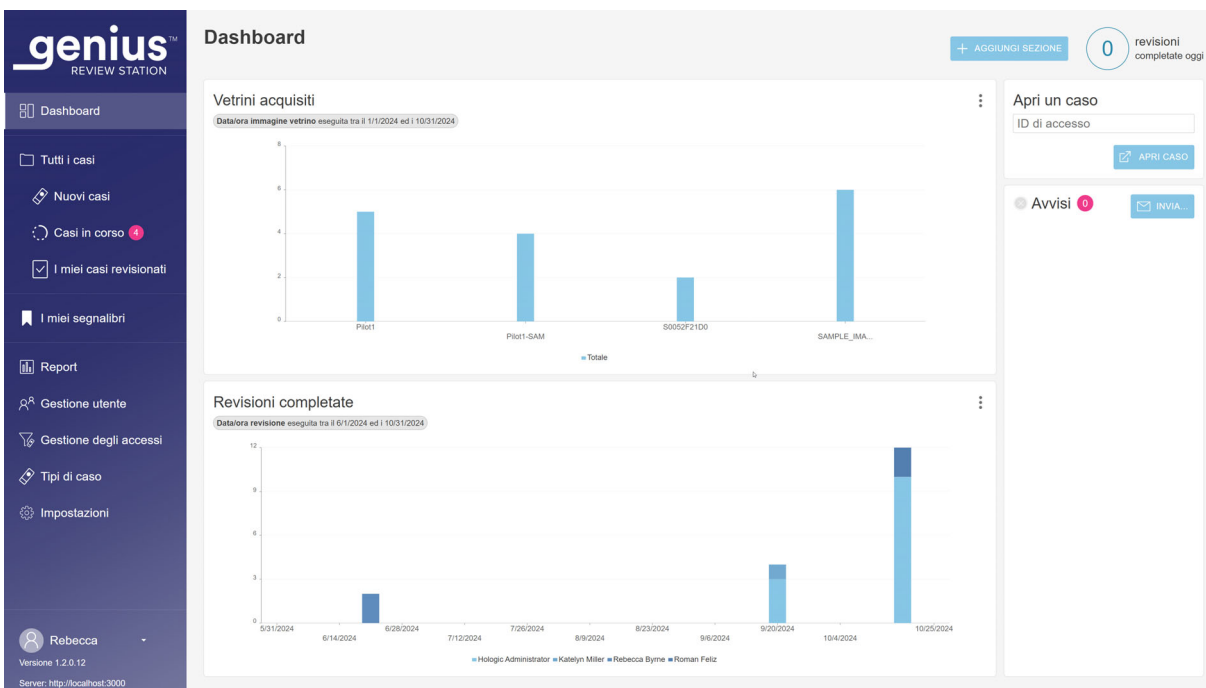 genius™
REVIEW STATION
Dashboard
Tutti i casi
Nuovi casi
Casi in corso 4
I miei casi revisionati
I miei segnalibri
Report
Gestione utente
Gestione degli accessi
Tipi di caso
Impostazioni
Rebecca
Versione 1.2.0.12
Server: http://localhost:3000
Dashboard
+ AGGIUNGI SEZIONE
0
revisioni
completate oggi
Vetrini acquisiti
Data/ora immagine vetrino eseguita tra il 1/1/2024 ed i 10/31/2024
8
6
4
2
0
Pilot1
Pilot1-SAM
S0052F21D0
SAMPLE_IMA...
Totale
Revisioni completate
Data/ora revisione eseguita tra il 6/1/2024 ed i 10/31/2024
12
9
6
3
0
5/31/2024
6/14/2024
6/28/2024
7/12/2024
7/26/2024
8/9/2024
8/23/2024
9/6/2024
9/20/2024
10/4/2024
10/25/2024
Hologic Administrator Katelyn Miller Rebecca Byrne Roman Feliz
Apri un caso
ID di accesso
APRI CASO
Avvisi 0
INVIA...